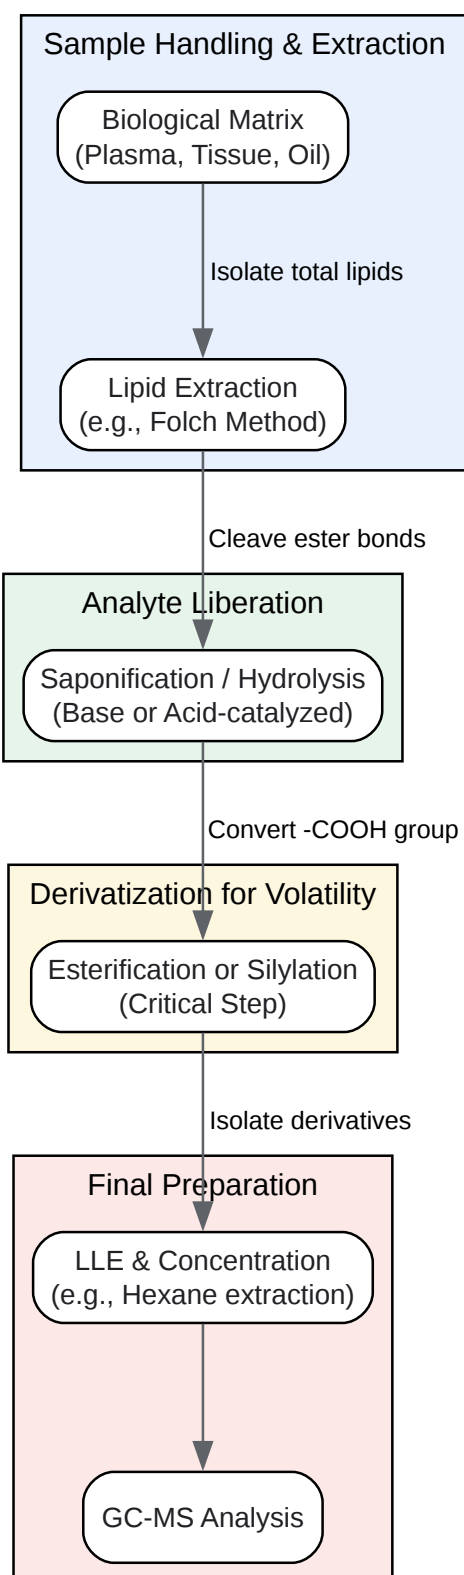 Sample Handling & Extraction
Biological Matrix
(Plasma, Tissue, Oil)
Isolate total lipids
Lipid Extraction
(e.g., Folch Method)
Cleave ester bonds
Analyte Liberation
Saponification / Hydrolysis
(Base or Acid-catalyzed)
Convert -COOH group
Derivatization for Volatility
Esterification or Silylation
(Critical Step)
Isolate derivatives
Final Preparation
LLE & Concentration
(e.g., Hexane extraction)
GC-MS Analysis